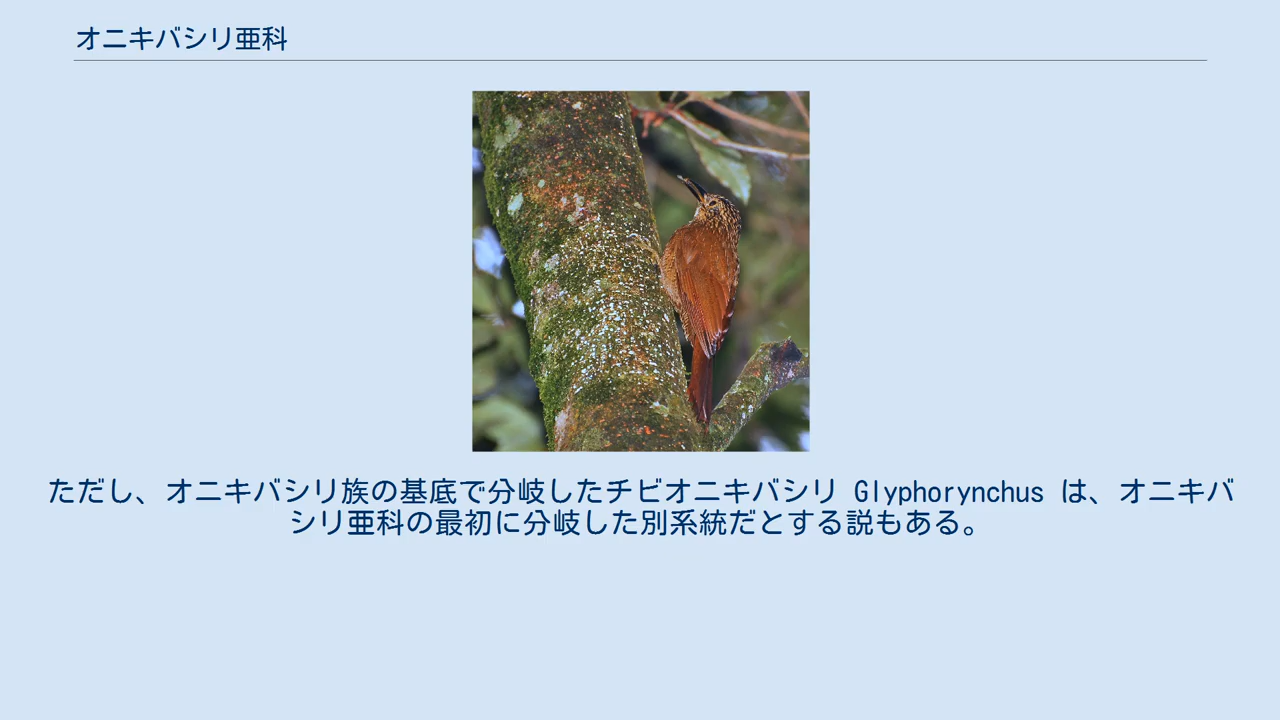 オニキバシリ亜科
ただし、オニキバシリ族の基底で分岐したチビオニキバシリ Glyphorynchus は、オニキバ
シリ亜科の最初に分岐した別系統だとする説もある。